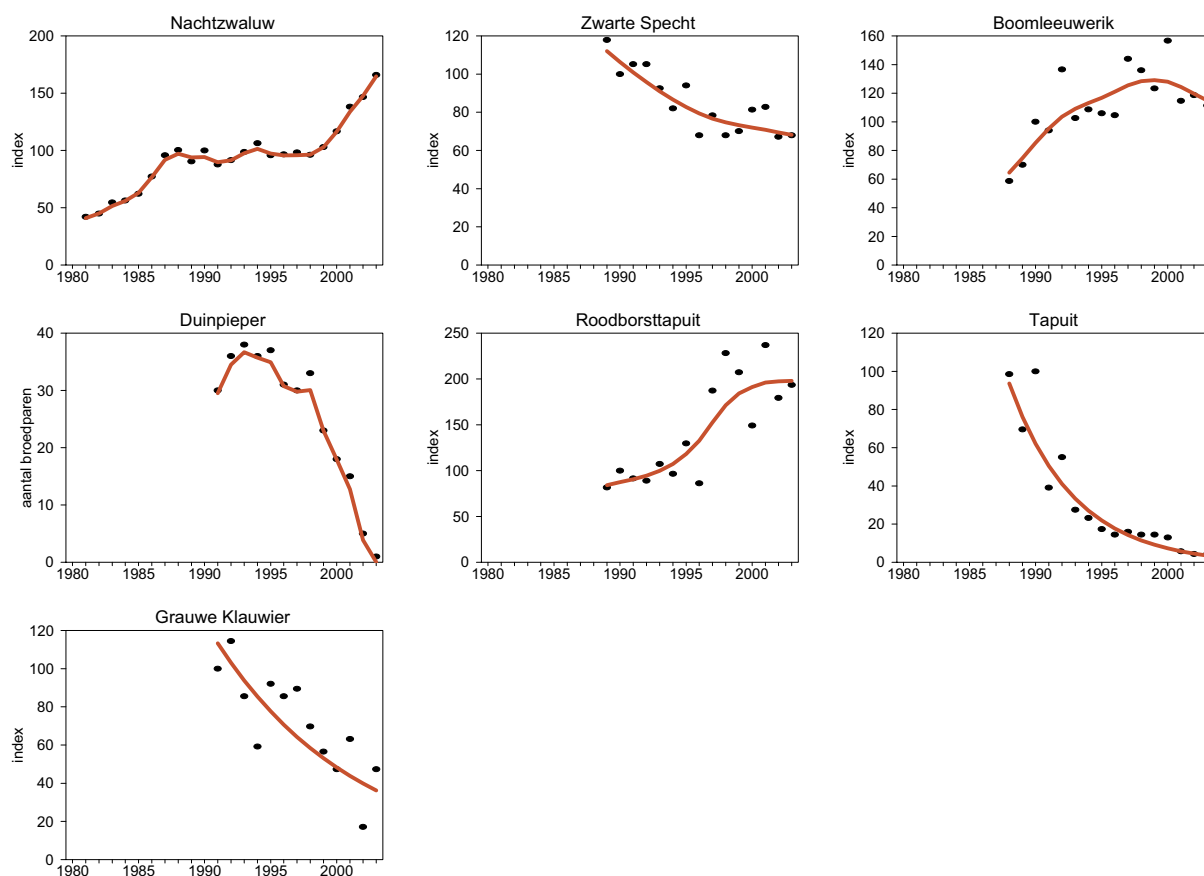 Nachtzwaluw
200
150
100
50
0
index
1980 1985 1990 1995 2000
Zwarte Specht
120
100
80
60
40
20
0
index
1980 1985 1990 1995 2000
Boomleeuwerik
160
140
120
100
80
60
40
20
0
index
1980 1985 1990 1995 2000
Duinpieper
40
30
20
10
0
aantal broedparen
1980 1985 1990 1995 2000
Roodborsttapuit
250
200
150
100
50
0
index
1980 1985 1990 1995 2000
Tapuit
120
100
80
60
40
20
0
index
1980 1985 1990 1995 2000
Grauwe Klauwier
120
100
80
60
40
20
0
index
1980 1985 1990 1995 2000